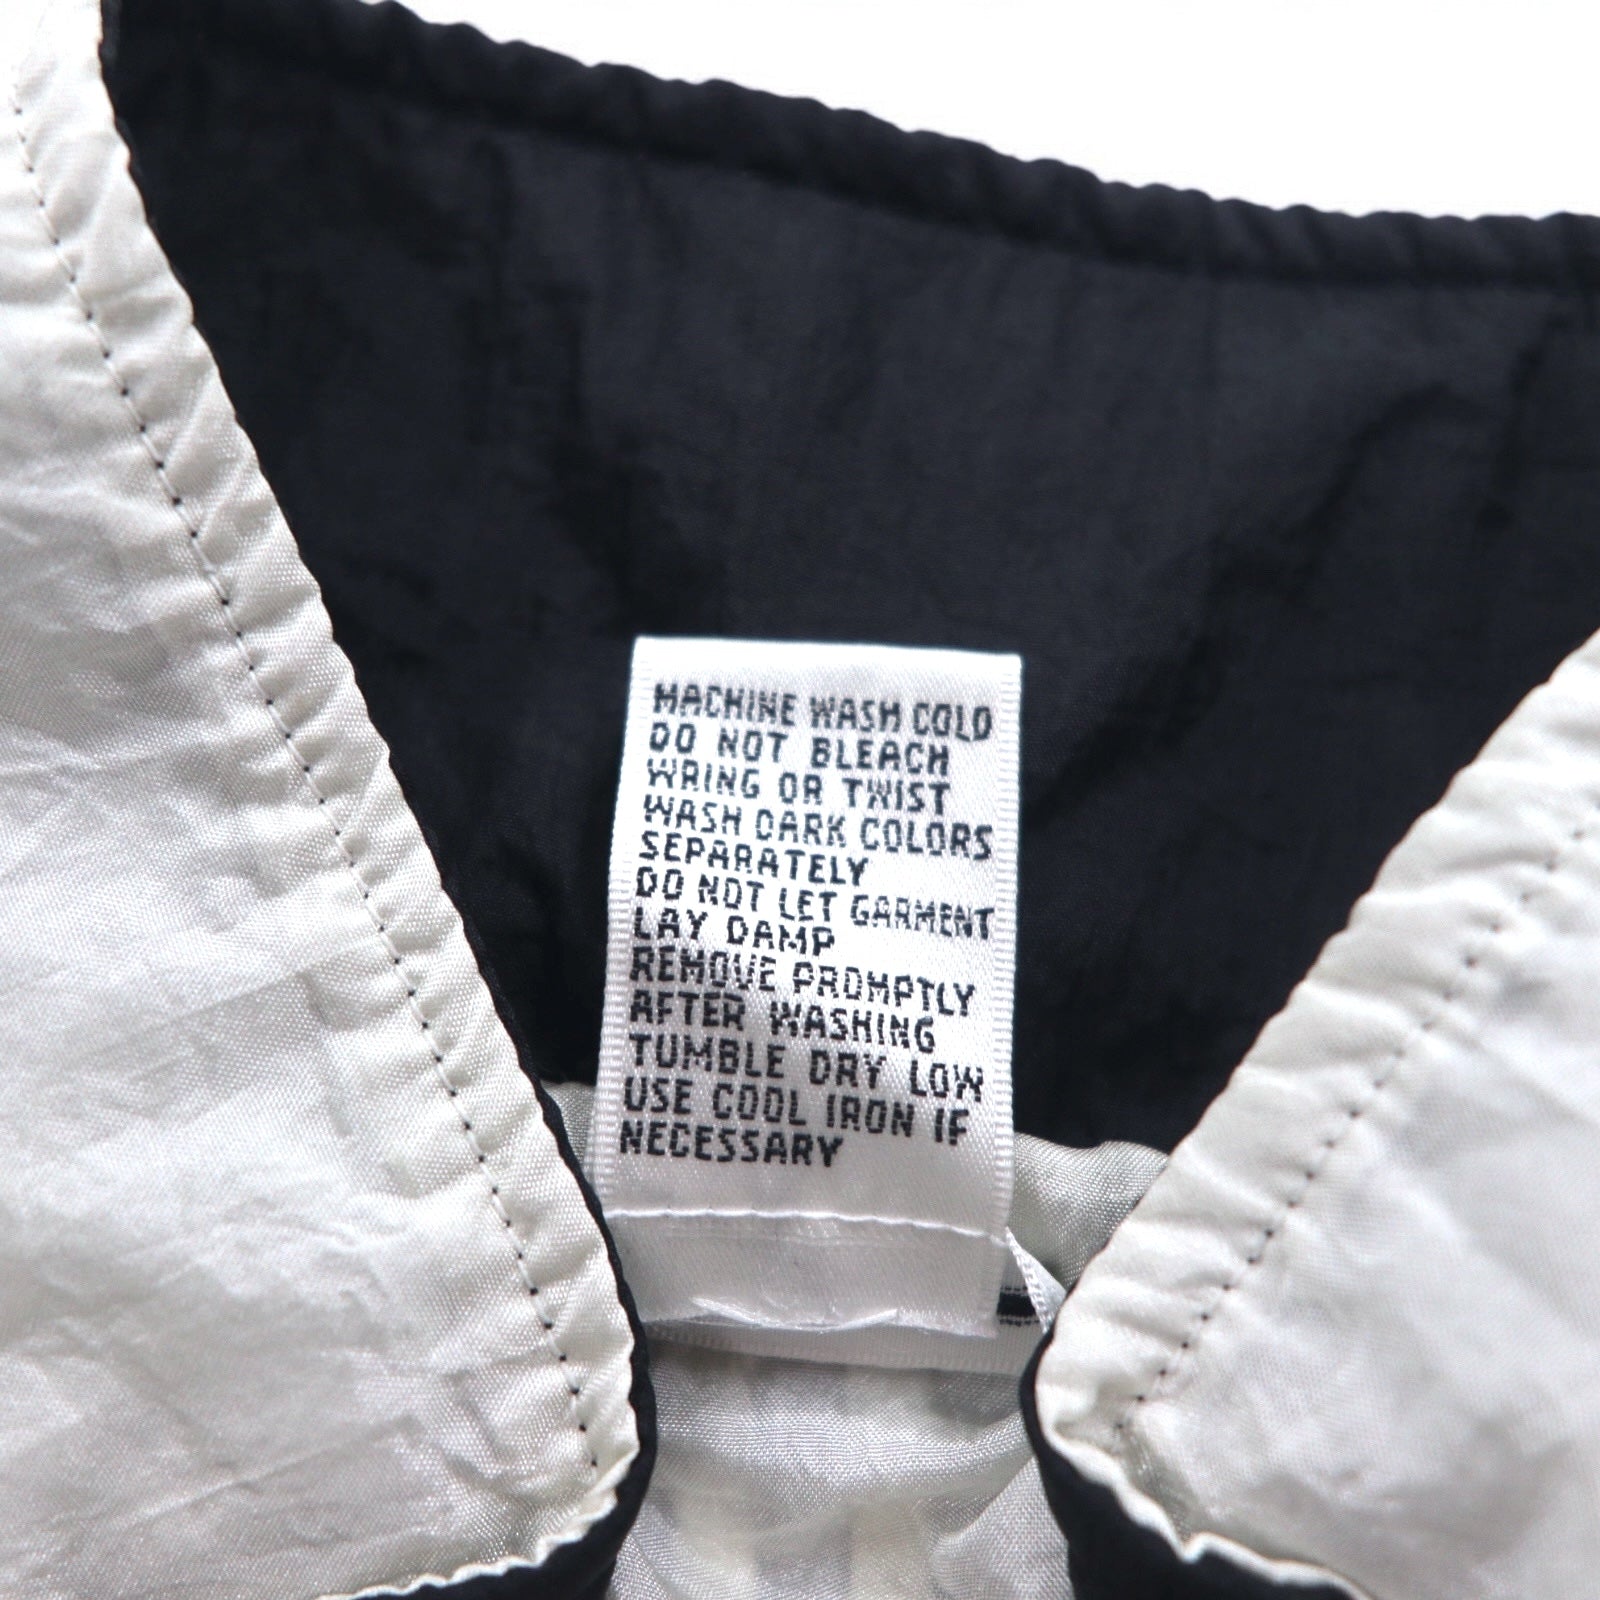 MACHINE WASH COLD
DO NOT BLEACH
WRING OR TWIST
WASH DARK COLORS
SEPARATELY
DO NOT LET GARMENT
LAY DAMP
REMOVE PROMPTLY
AFTER WASHING
TUMBLE DRY LOW
USE COOL IRON IF
NECESSARY